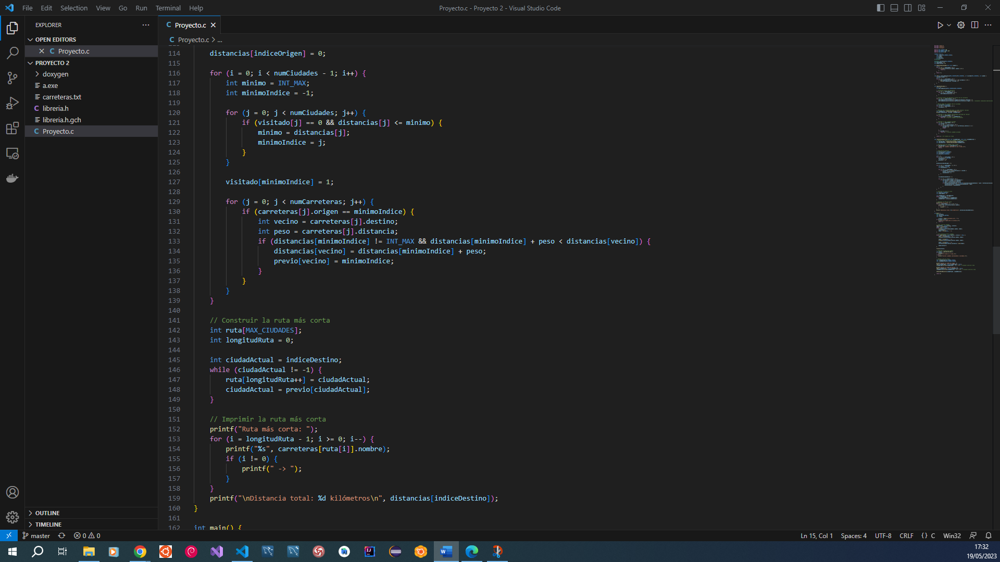 File Edit Selection View Go Run Terminal Help
Proyecto.c - Proyecto 2 - Visual Studio Code
EXPLORER
OPEN EDITORS
C Proyecto.c
PROYECTO 2
doxygen
a.exe
carreteras.txt
C libreria.h
libreria.h.gch
C Proyecto.c
OUTLINE
TIMELINE
C Proyecto.c
C Proyecto.c > ...
114 distancias[indiceOrigen] = 0;
115
116 for (i = 0; i < numCiudades - 1; i++) {
117 int minimo = INT_MAX;
118 int minimoIndice = -1;
119
120 for (j = 0; j < numCiudades; j++) {
121 if (visitado[j] == 0 && distancias[j] <= minimo) {
122 minimo = distancias[j];
123 minimoIndice = j;
124 }
125 }
126
127 visitado[minimoIndice] = 1;
128
129 for (j = 0; j < numCarreteras; j++) {
130 if (carreteras[j].origen == minimoIndice) {
131 int vecino = carreteras[j].destino;
132 int peso = carreteras[j].distancia;
133 if (distancias[minimoIndice] != INT_MAX && distancias[minimoIndice] + peso < distancias[vecino]) {
134 distancias[vecino] = distancias[minimoIndice] + peso;
135 previo[vecino] = minimoIndice;
136 }
137 }
138 }
139 }
140
141 // Construir la ruta más corta
142 int ruta[MAX_CIUDADES];
143 int longitudRuta = 0;
144
145 int ciudadActual = indiceDestino;
146 while (ciudadActual != -1) {
147 ruta[longitudRuta++] = ciudadActual;
148 ciudadActual = previo[ciudadActual];
149 }
150
151 // Imprimir la ruta más corta
152 printf("Ruta más corta: ");
153 for (i = longitudRuta - 1; i >= 0; i--) {
154 printf("%s", carreteras[ruta[i]].nombre);
155 if (i != 0) {
156 printf(" -> ");
157 }
158 }
159 printf("\nDistancia total: %d kilómetros\n", distancias[indiceDestino]);
160 }
161
162 int main() {
master 0 0
Ln 15, Col 1 Spaces: 4 UTF-8 CRLF {} C Win32
17:32
19/05/2023